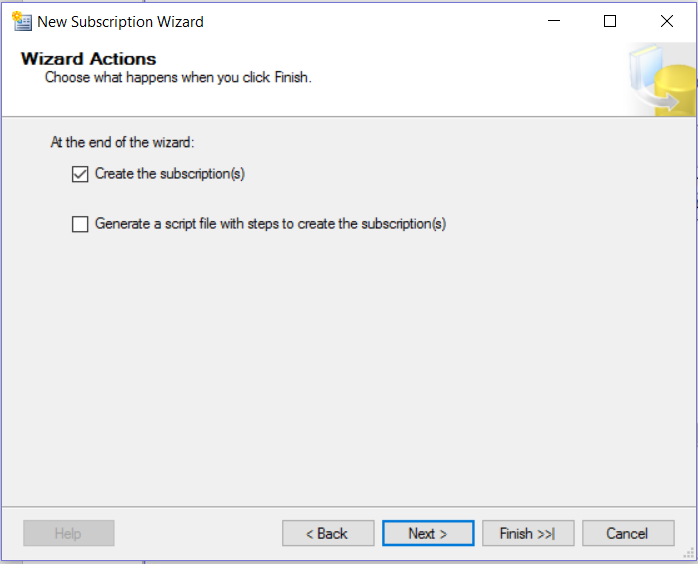 New Subscription Wizard
Wizard Actions
Choose what happens when you click Finish.
At the end of the wizard:
Create the subscription(s)
Generate a script file with steps to create the subscription(s)
Help
< Back
Next >
Finish >>|
Cancel